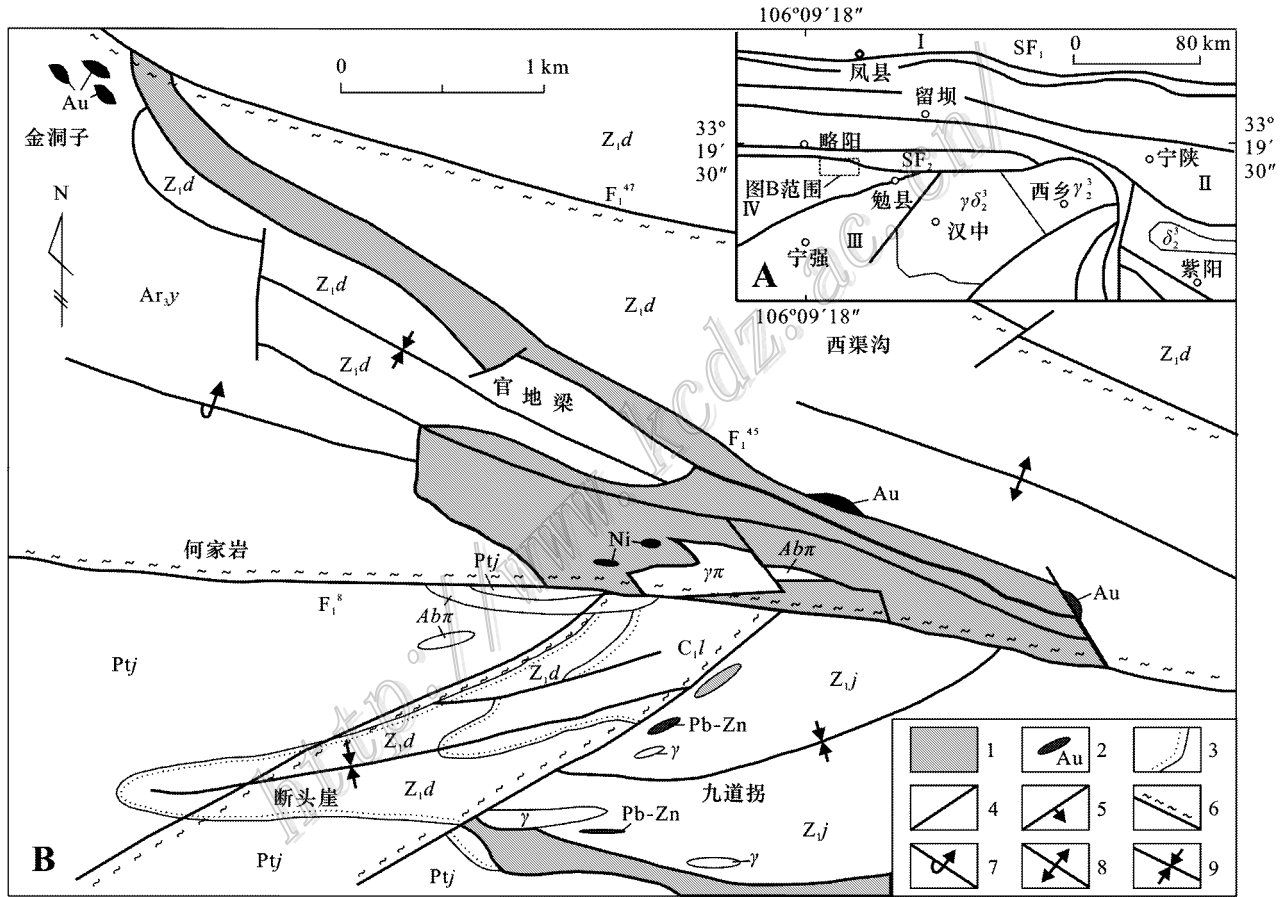 106°09′18″
0 80 km
I
SF₁
凤县
留坝
33°
19′
30″
33°
19′
30″
略阳
SF₂
宁陕
II
图B范围
勉县
西乡
γ₂³
IV
γδ₂³
汉中
III
宁强
δ₂³
紫阳
A
106°09′18″
0 1 km
Au
金洞子
N
Z₁d
Z₁d
F₁⁴⁷
Ar₃y
Z₁d
Z₁d
Z₁d
官地梁
西渠沟
Z₁d
F₁⁴⁵
Au
何家岩
Ni
Ptj
γπ
Abπ
F₁⁸
Abπ
Au
Ptj
C₁l
Z₁d
Z₁j
Z₁d
Pb-Zn
γ
断头崖
Z₁d
九道拐
γ
Pb-Zn
Z₁j
Ptj
Ptj
γ
B
1
Au 2
3
4
5
6
7
8
9
http://www.kcdz.ac.cn/